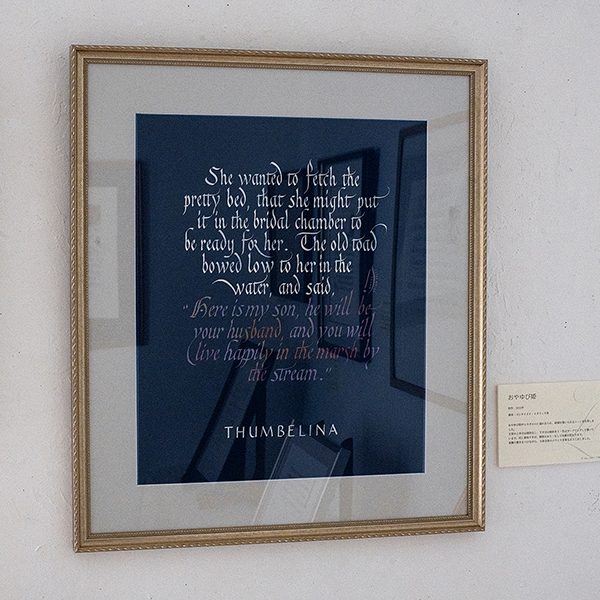 She wanted to fetch the
pretty bed, that she might put
it in the bridal chamber to
be ready for her. The old toad
bowed low to her in the
water, and said,
"Here is my son, he will be
your husband, and you will
live happily in the marsh by
the stream."
THUMBELINA
おやゆび姫